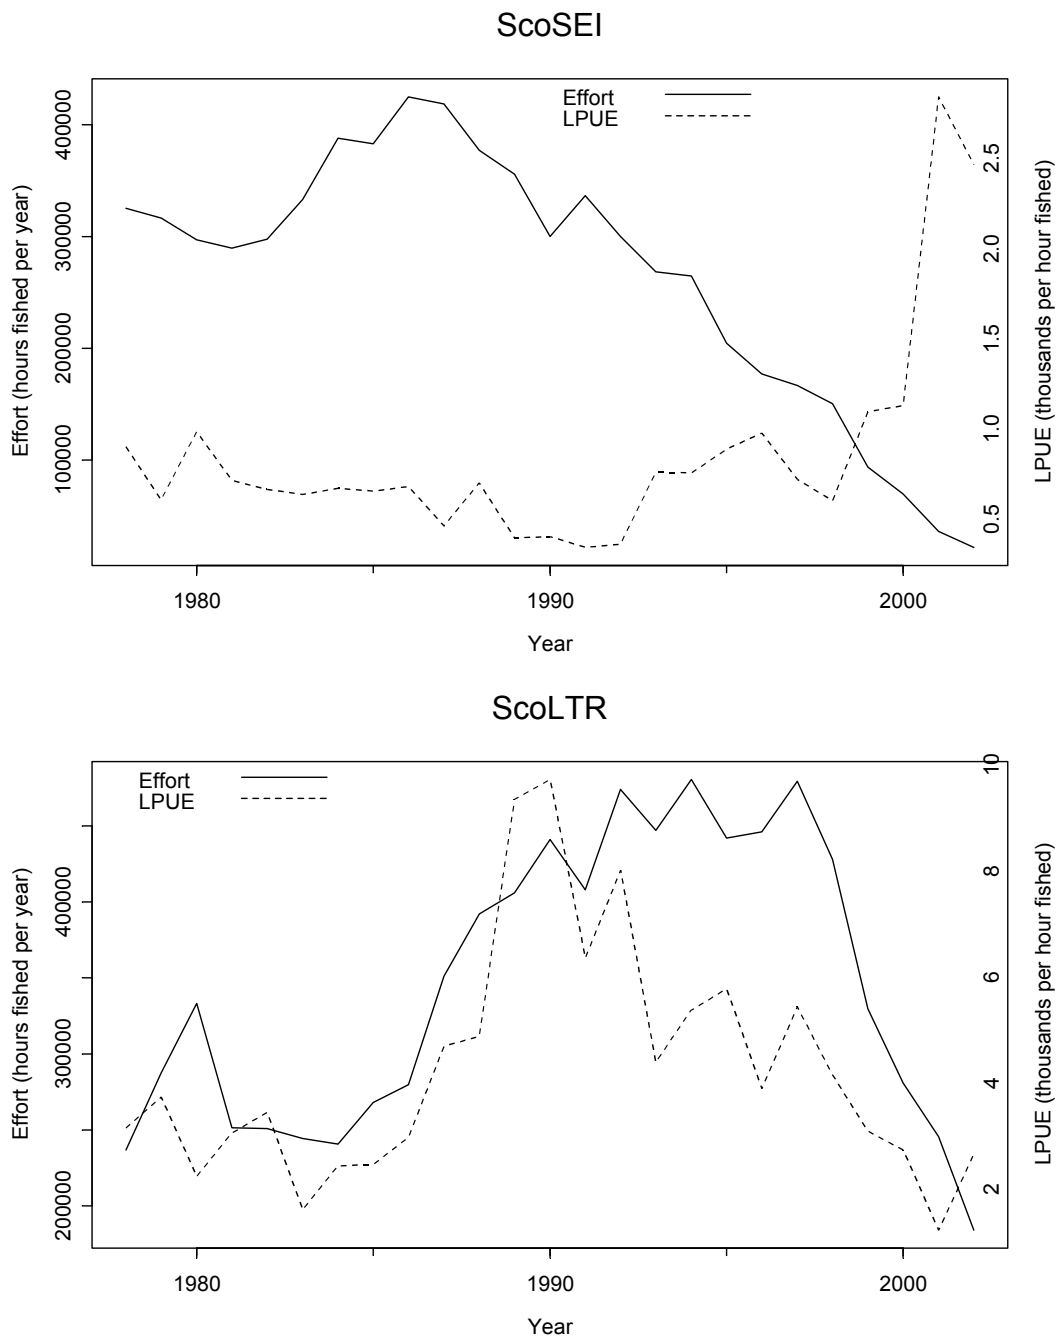 ScoSEI
Effort
LPUE
Effort (hours fished per year)
100000 200000 300000 400000
LPUE (thousands per hour fished)
0.5 1.0 1.5 2.0 2.5
1980 1990 2000
Year
ScoLTR
Effort
LPUE
Effort (hours fished per year)
200000 300000 400000
LPUE (thousands per hour fished)
2 4 6 8 10
1980 1990 2000
Year